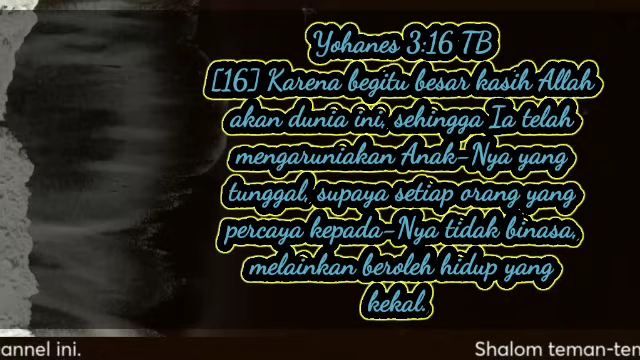 Yohanes 3:16 TB
[16] Karena begitu besar kasih Allah
akan dunia ini, sehingga Ia telah
mengaruniakan Anak-Nya yang
tunggal, supaya setiap orang yang
percaya kepada-Nya tidak binasa,
melainkan beroleh hidup yang
kekal.
annel ini.
Shalom teman-ten